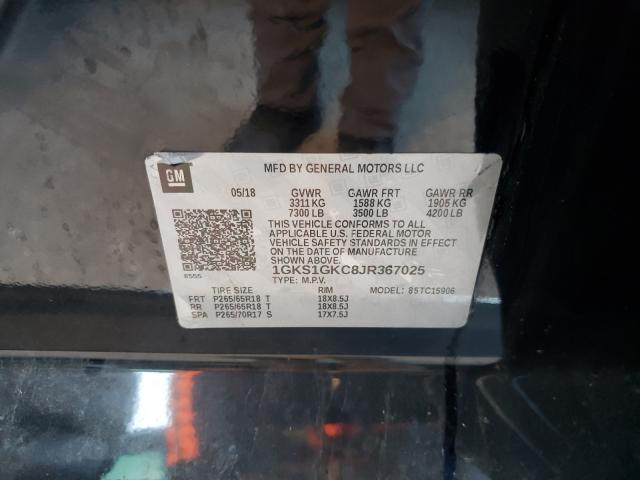 GM
MFD BY GENERAL MOTORS LLC
05/18 GVWR GAWR FRT GAWR RR
3311 KG 1588 KG 1905 KG
7300 LB 3500 LB 4200 LB
THIS VEHICLE CONFORMS TO ALL
APPLICABLE U.S. FEDERAL MOTOR
VEHICLE SAFETY STANDARDS IN EFFECT
ON THE DATE OF MANUFACTURE
SHOWN ABOVE.
1GKS1GKC8JR367025
TYPE: M.P.V. MODEL: 85TC15906
TIRE SIZE RIM
FRT P265/65R18 T 18X8.5J
RR P265/65R18 T 18X8.5J
SPA P265/70R17 S 17X7.5J